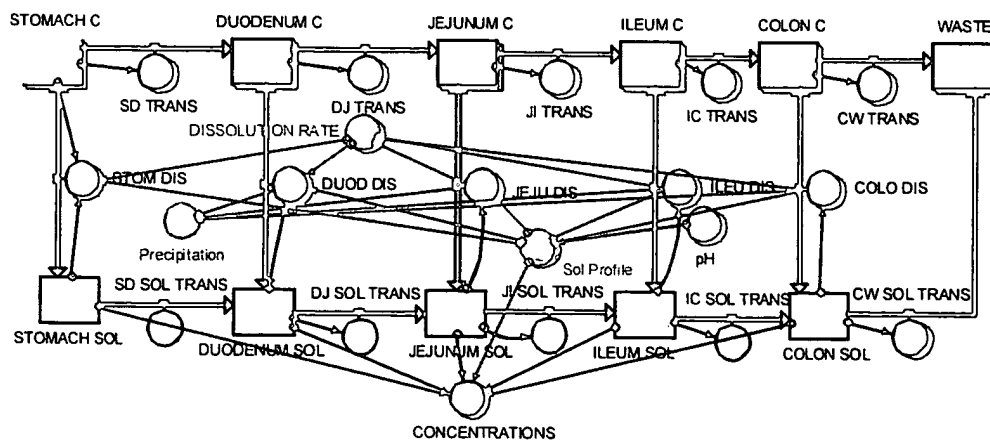 STOMACH C
DUODENUM C
JEJUNUM C
ILEUM C
COLON C
WASTE
SD TRANS
DJ TRANS
JI TRANS
IC TRANS
CW TRANS
DISSOLUTION RATE
STOM DIS
DUOD DIS
JEJU DIS
ILEU DIS
COLO DIS
Precipitation
Sol Profile
pH
SD SOL TRANS
DJ SOL TRANS
JI SOL TRANS
IC SOL TRANS
CW SOL TRANS
STOMACH SOL
DUODENUM SOL
JEJUNUM SOL
ILEUM SOL
COLON SOL
CONCENTRATIONS